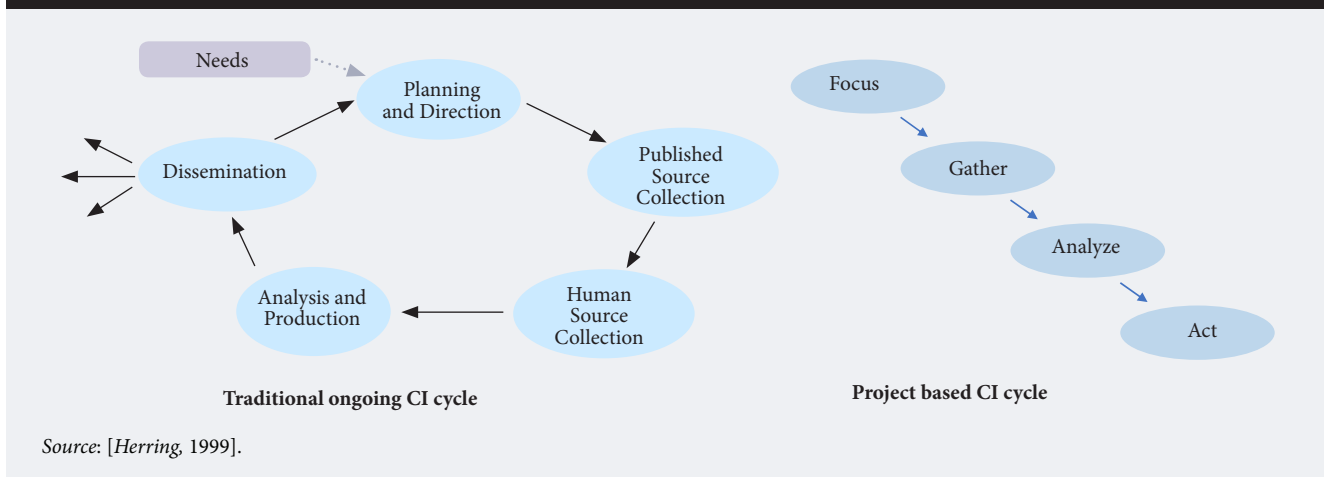 Needs
Planning
and Direction
Published
Source
Collection
Human
Source
Collection
Analysis and
Production
Dissemination
Traditional ongoing CI cycle
Focus
Gather
Analyze
Act
Project based CI cycle
Source: [Herring, 1999].